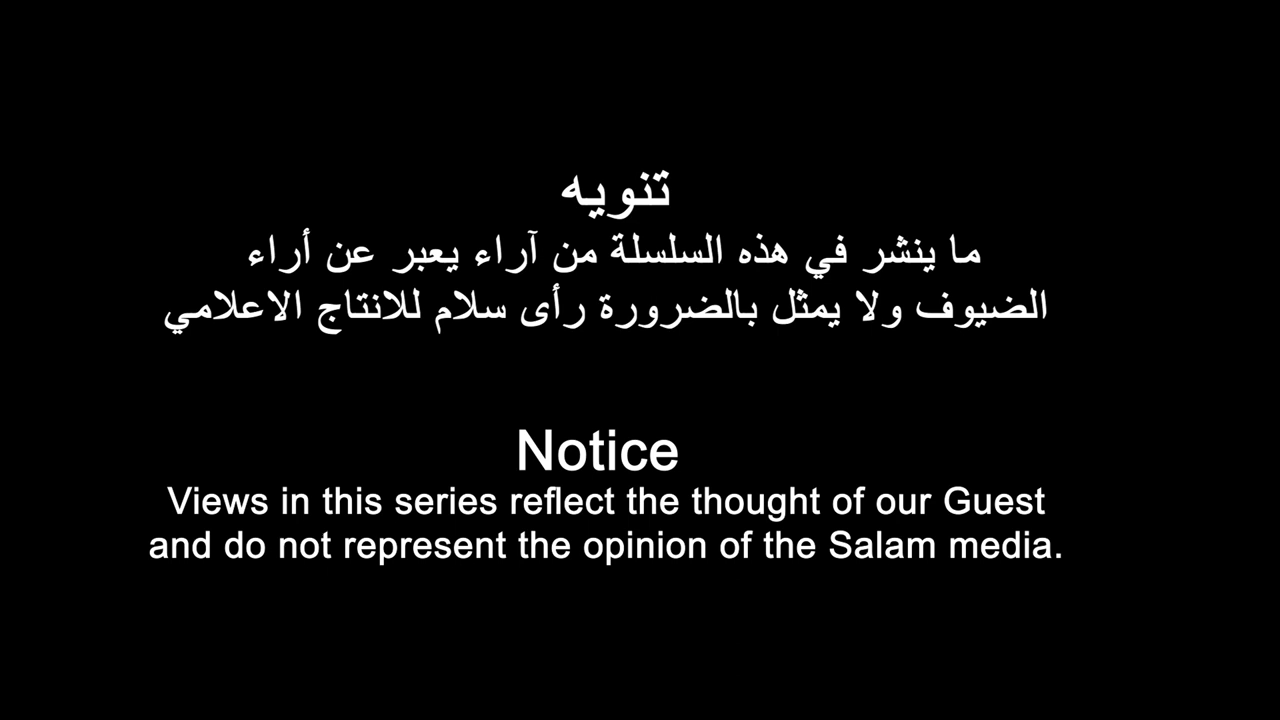 تنويه
ما ينشر في هذه السلسلة من آراء يعبر عن أراء
الضيوف ولا يمثل بالضرورة رأى سلام للانتاج الاعلامي
Notice
Views in this series reflect the thought of our Guest
and do not represent the opinion of the Salam media.